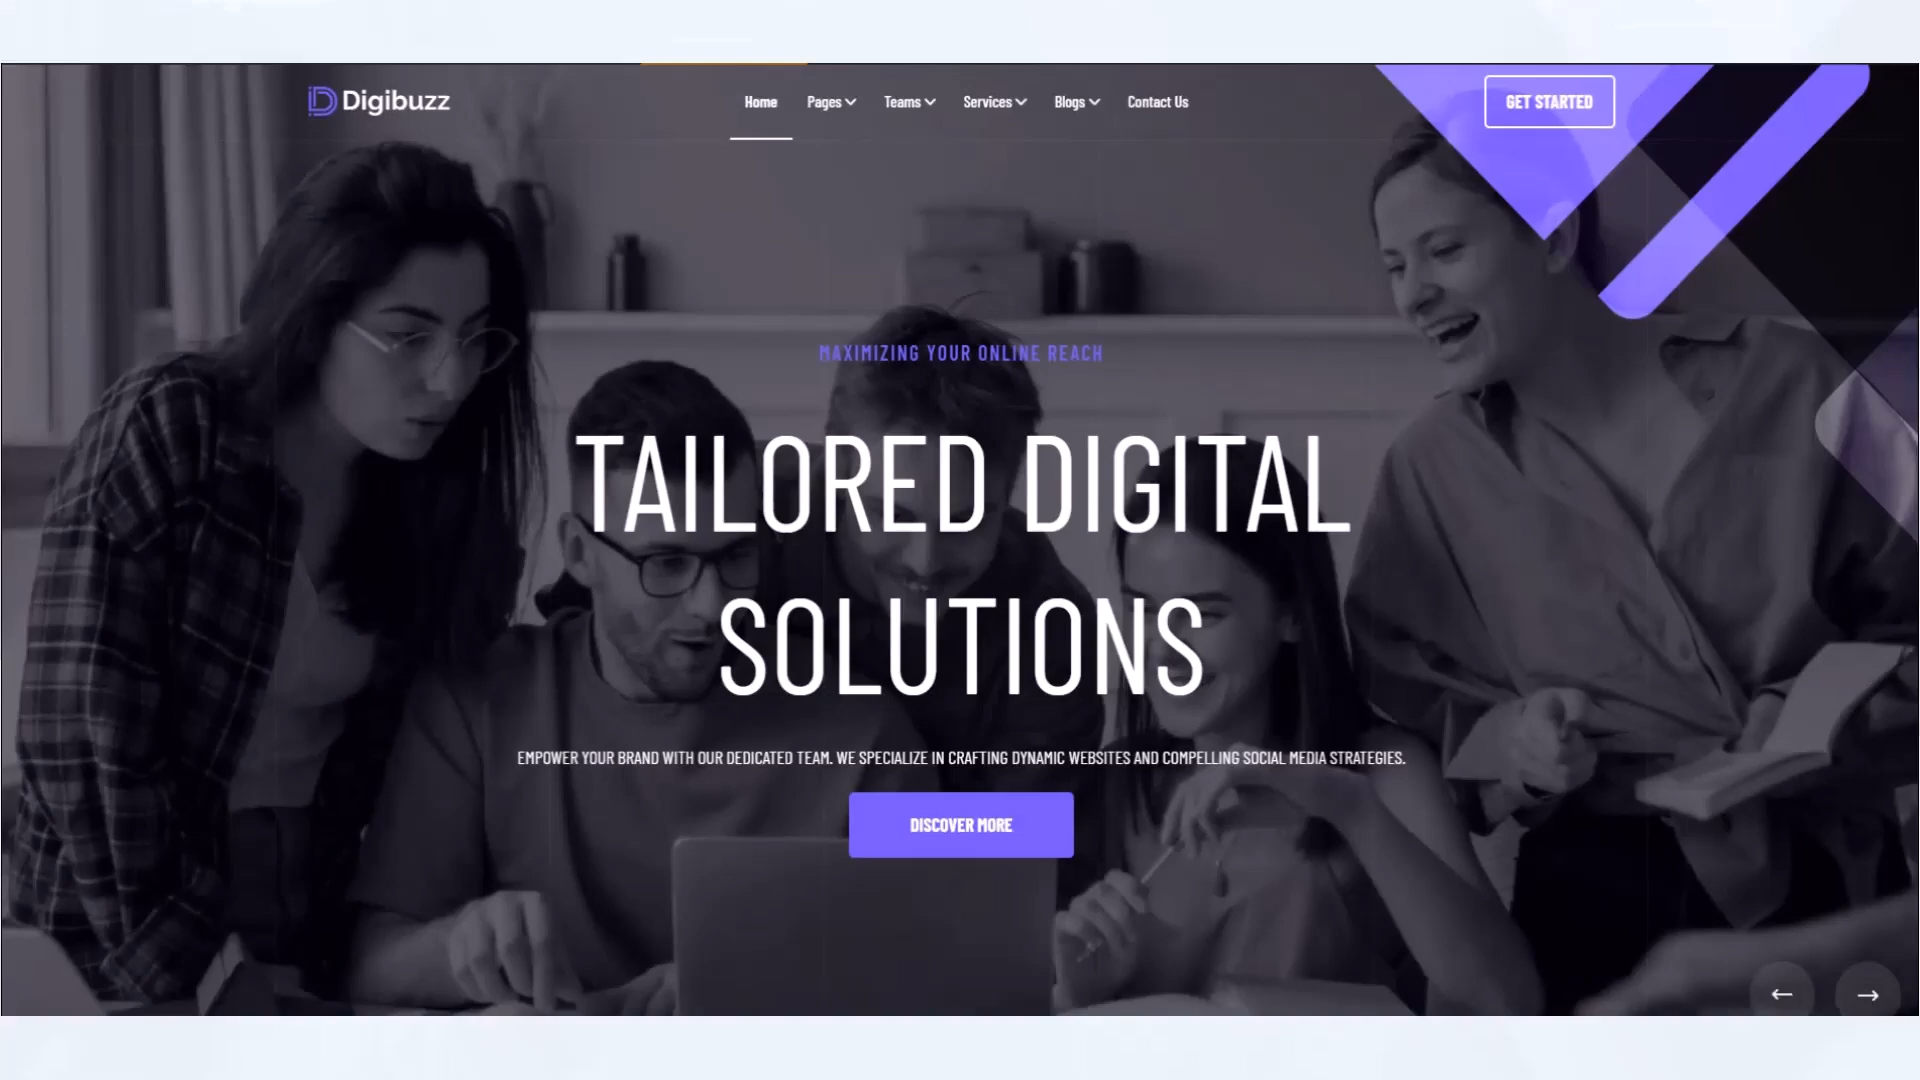 Digibuzz
Home Pages Teams Services Blogs Contact Us
GET STARTED
MAXIMIZING YOUR ONLINE REACH
TAILORED DIGITAL
SOLUTIONS
EMPOWER YOUR BRAND WITH OUR DEDICATED TEAM. WE SPECIALIZE IN CRAFTING DYNAMIC WEBSITES AND COMPELLING SOCIAL MEDIA STRATEGIES.
DISCOVER MORE